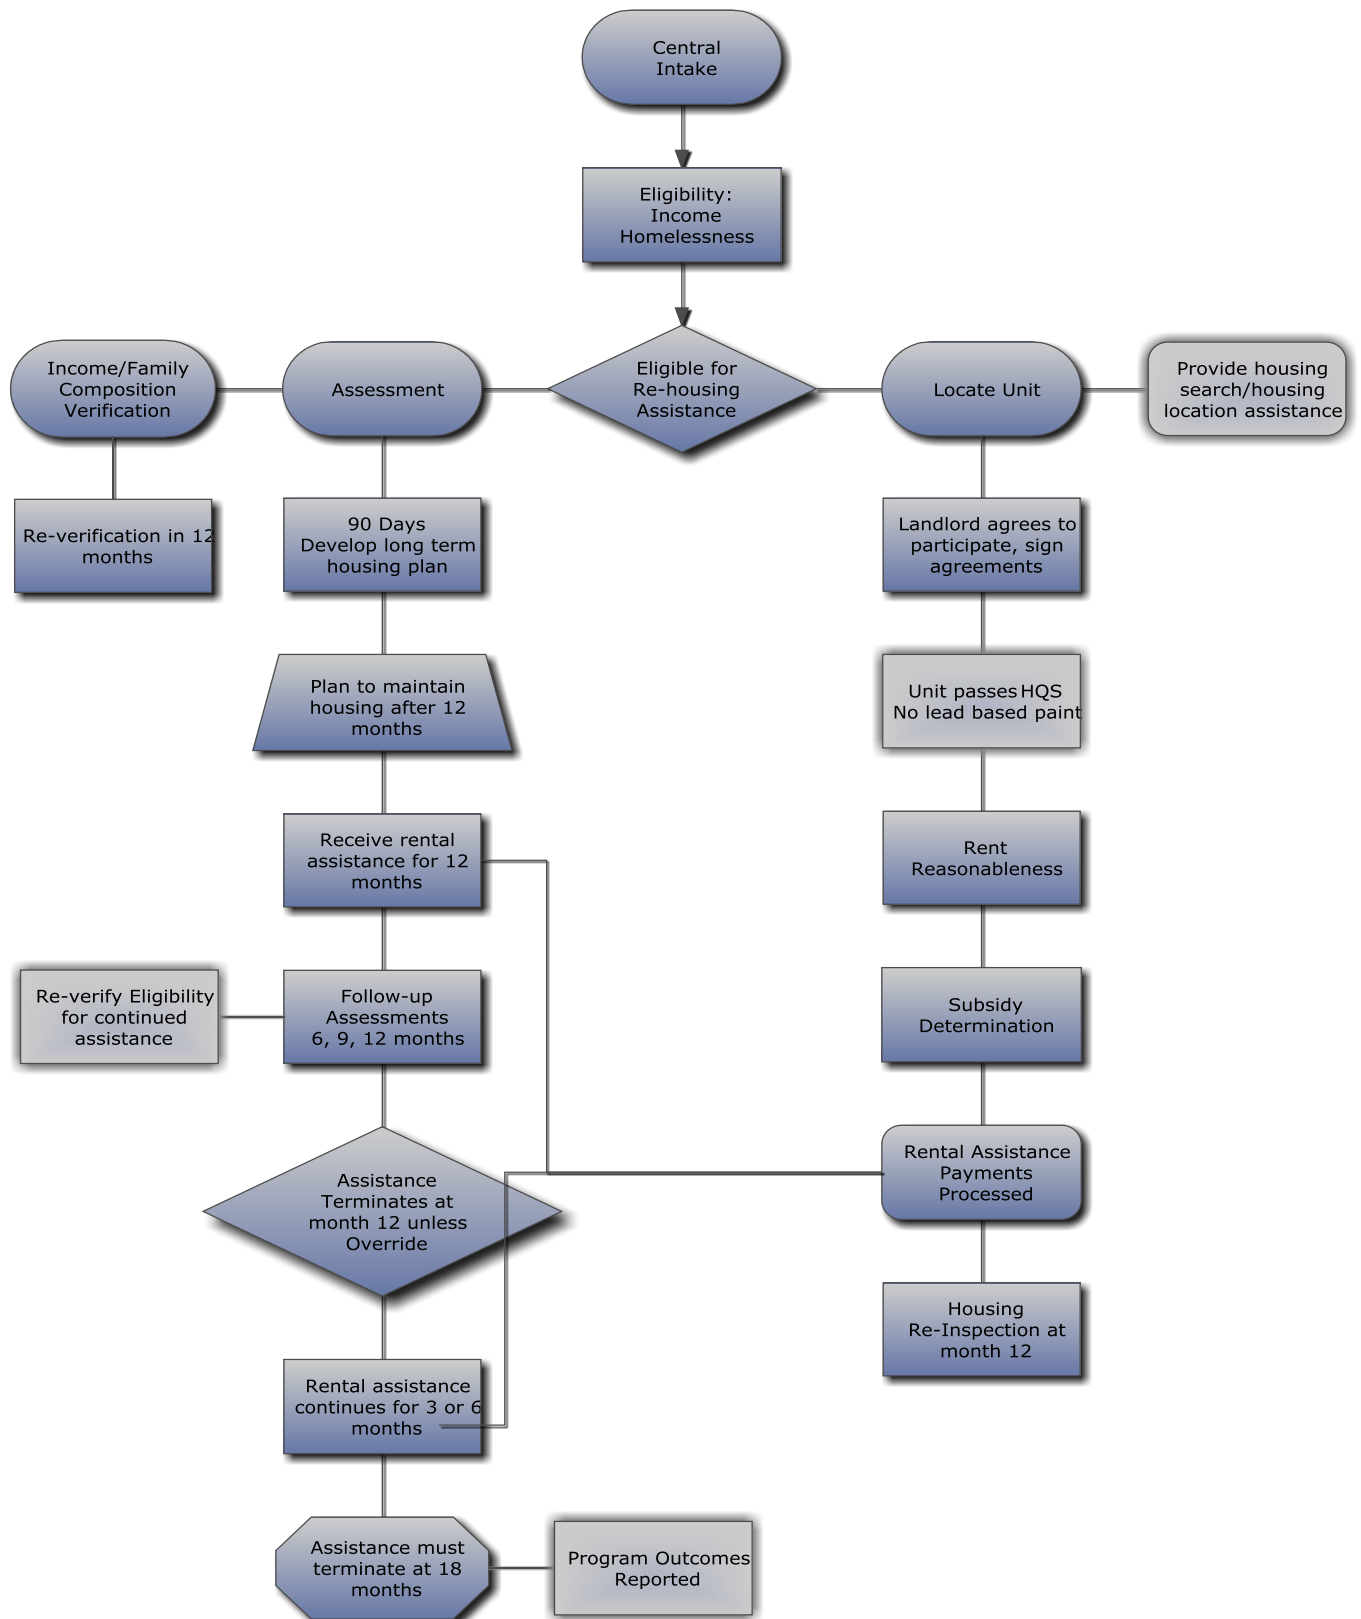 Central
Intake
Eligibility:
Income
Homelessness
Income/Family
Composition
Verification
Assessment
Eligible for
Re-housing
Assistance
Locate Unit
Provide housing
search/housing
location assistance
Re-verification in 12
months
90 Days
Develop long term
housing plan
Landlord agrees to
participate, sign
agreements
Plan to maintain
housing after 12
months
Unit passes HQS
No lead based paint
Receive rental
assistance for 12
months
Rent
Reasonableness
Re-verify Eligibility
for continued
assistance
Follow-up
Assessments
6, 9, 12 months
Subsidy
Determination
Assistance
Terminates at
month 12 unless
Override
Rental Assistance
Payments
Processed
Housing
Re-Inspection at
month 12
Rental assistance
continues for 3 or 6
months
Assistance must
terminate at 18
months
Program Outcomes
Reported